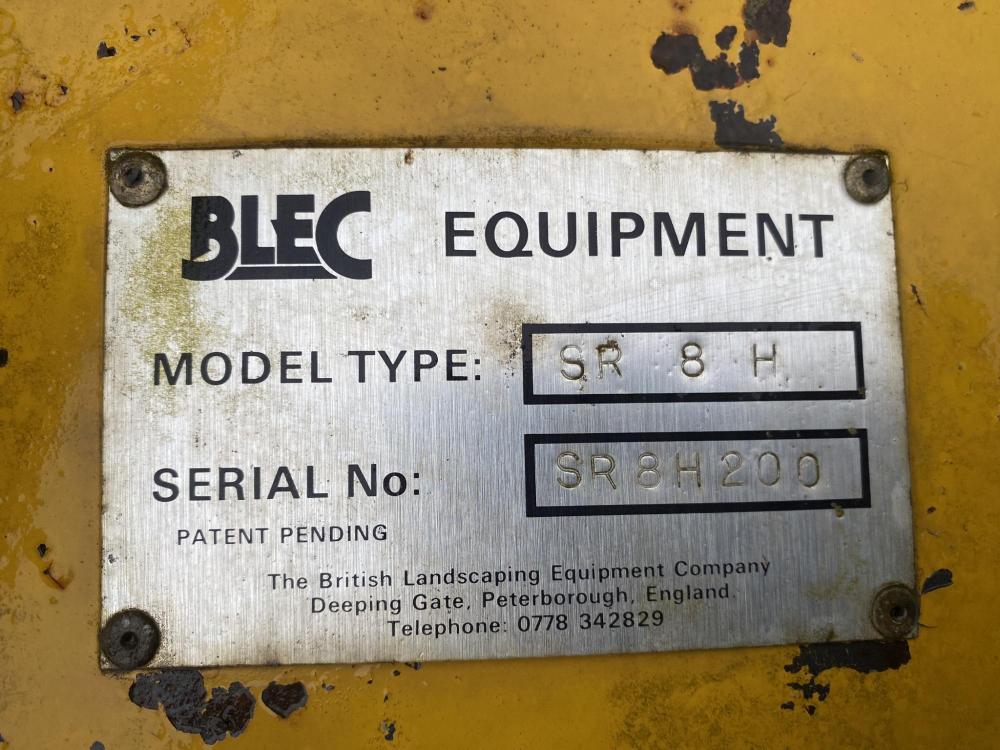 BLEC EQUIPMENT
MODEL TYPE: SR 8 H
SERIAL No: SR8H200
PATENT PENDING
The British Landscaping Equipment Company
Deeping Gate, Peterborough, England.
Telephone: 0778 342829